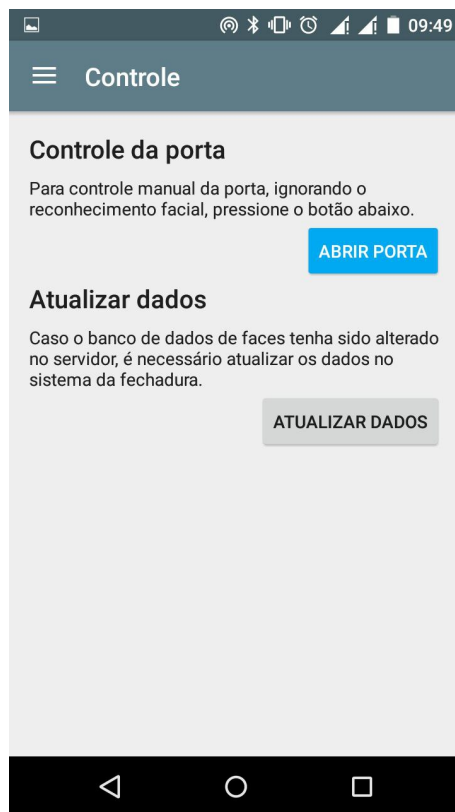 09:49
Controle
Controle da porta
Para controle manual da porta, ignorando o
reconhecimento facial, pressione o botão abaixo.
ABRIR PORTA
Atualizar dados
Caso o banco de dados de faces tenha sido alterado
no servidor, é necessário atualizar os dados no
sistema da fechadura.
ATUALIZAR DADOS